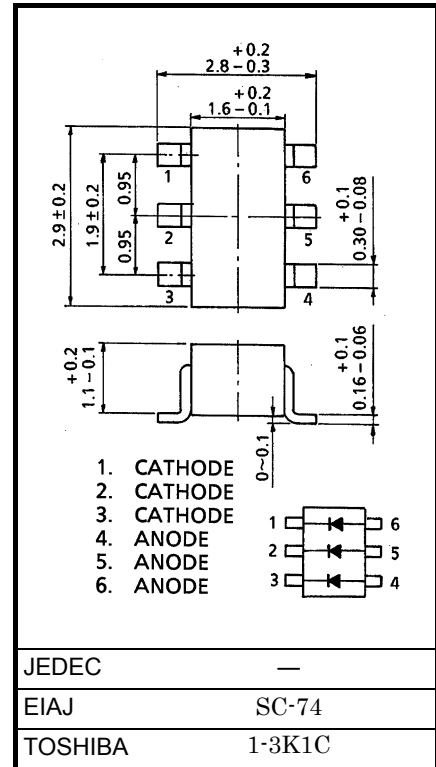 +0.2
2.8-0.3
+0.2
1.6-0.1
2.9±0.2
1.9±0.2
0.95
0.95
1
2
3
6
5
4
+0.1
0.30-0.08
+0.2
1.1-0.1
+0.1
0.16-0.06
0~0.1
1. CATHODE
2. CATHODE
3. CATHODE
4. ANODE
5. ANODE
6. ANODE
1 6
2 5
3 4
JEDEC —
EIAJ SC-74
TOSHIBA 1-3K1C